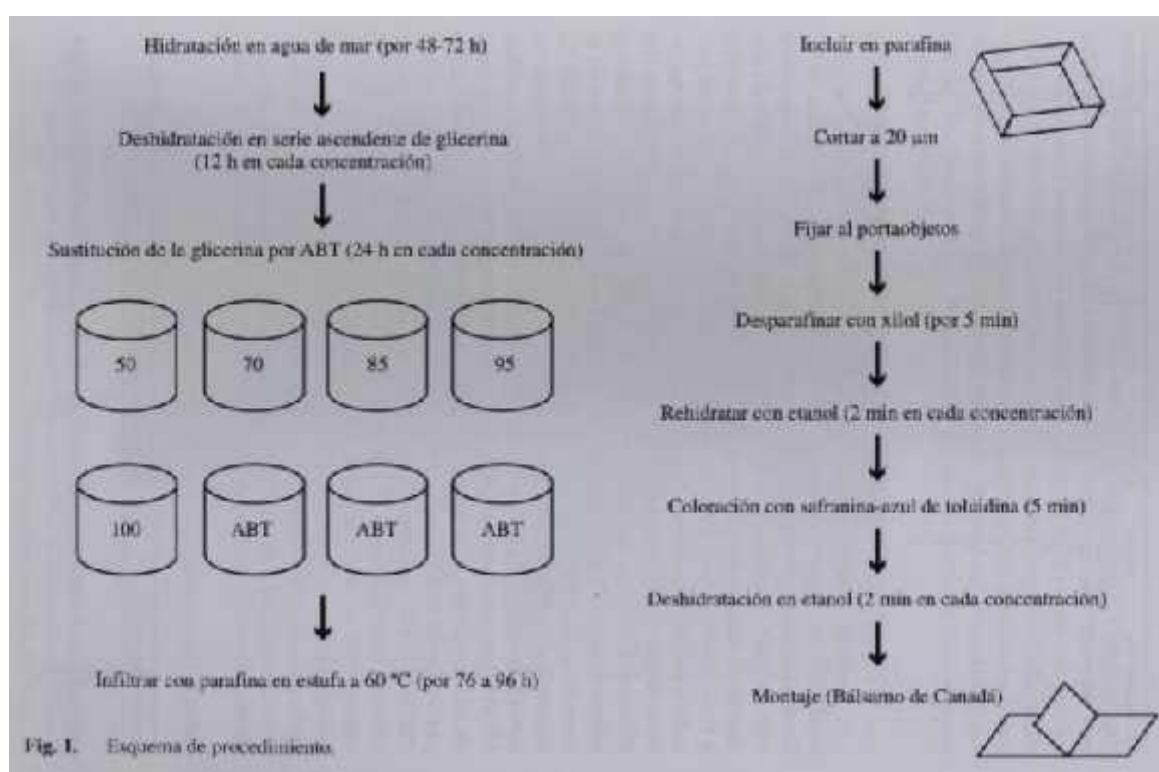 Hidratación en agua de mar (por 48-72 h)
Deshidratación en serie ascendente de glicerina
(12 h en cada concentración)
Sustitución de la glicerina por ABT (24 h en cada concentración)
50
70
85
95
100
ABT
ABT
ABT
Infiltrar con parafina en estufa a 60 °C (por 76 a 96 h)
Incluir en parafina
Cortar a 20 µm
Fijar al portaobjetos
Desparafinar con xilol (por 5 min)
Rehidratar con etanol (2 min en cada concentración)
Coloración con safranina-azul de toluidina (5 min)
Deshidratación en etanol (2 min en cada concentración)
Montaje (Bálsamo de Canadá)
Fig. 1. Esquema de procedimiento.